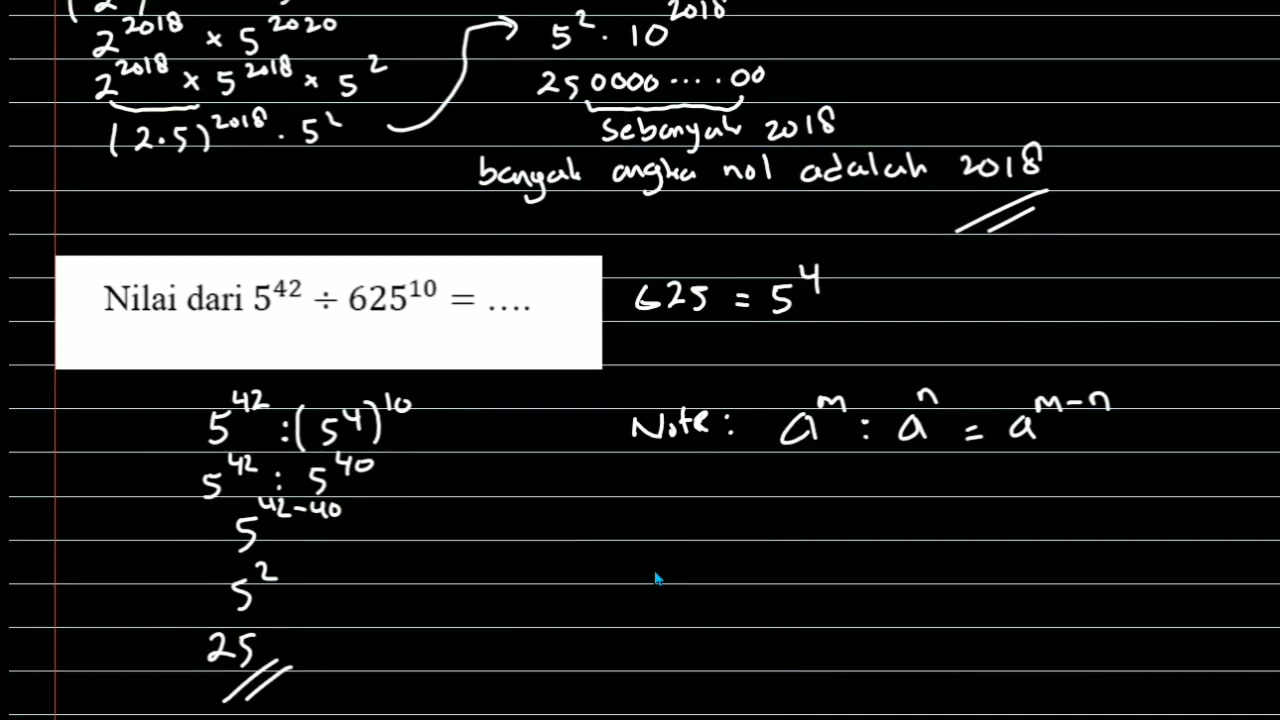 2^2018 × 5^2020
2^2018 × 5^2018 × 5^2
(2.5)^2018 . 5^2
5^2 . 10^2018
250000.....00
Sebanyak 2018
banyak angka nol adalah 2018
Nilai dari 5^42 ÷ 625^10 = ....
625 = 5^4
5^42 : (5^4)^10
5^42 : 5^40
5^42-40
5^2
25
Note : a^m : a^n = a^m-n